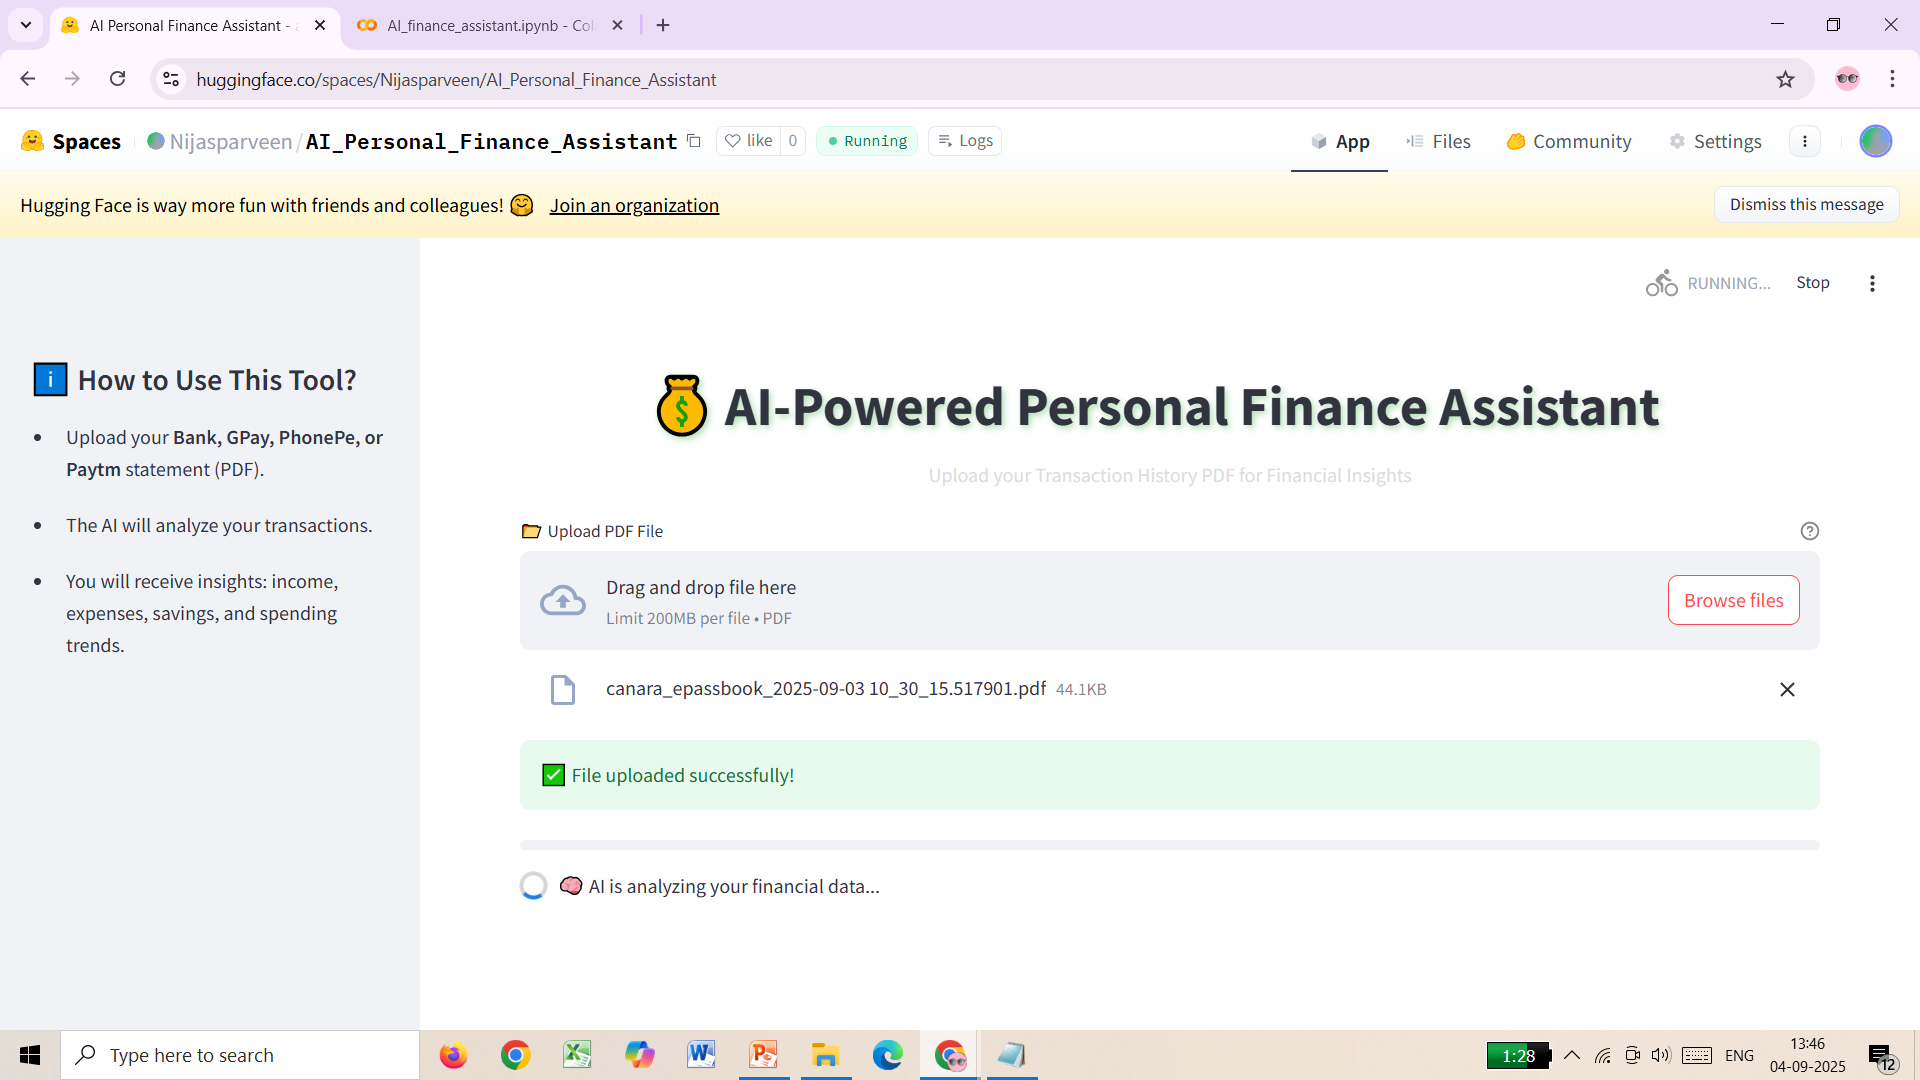 AI Personal Finance Assistant -
AI_finance_assistant.ipynb - Col
huggingface.co/spaces/Nijasparveen/AI_Personal_Finance_Assistant
Spaces
Nijasparveen/AI_Personal_Finance_Assistant
like 0
Running
Logs
App
Files
Community
Settings
Hugging Face is way more fun with friends and colleagues! Join an organization
Dismiss this message
RUNNING...
Stop
i How to Use This Tool?
• Upload your Bank, GPay, PhonePe, or
Paytm statement (PDF).
• The AI will analyze your transactions.
• You will receive insights: income,
expenses, savings, and spending
trends.
$ AI-Powered Personal Finance Assistant
Upload your Transaction History PDF for Financial Insights
Upload PDF File
Drag and drop file here
Limit 200MB per file • PDF
Browse files
canara_epassbook_2025-09-03 10_30_15.517901.pdf 44.1KB
File uploaded successfully!
AI is analyzing your financial data...
Type here to search
1:28
ENG
13:46
04-09-2025
12